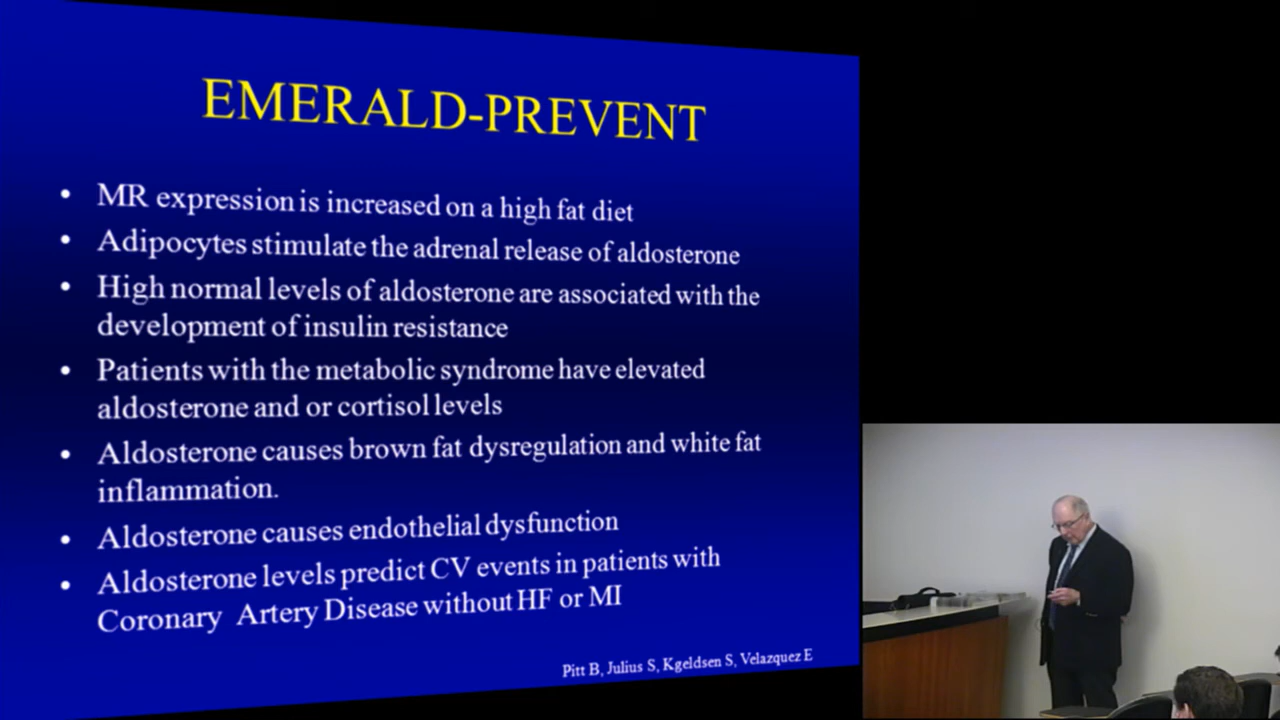 EMERALD-PREVENT
• MR expression is increased on a high fat diet
• Adipocytes stimulate the adrenal release of aldosterone
• High normal levels of aldosterone are associated with the
development of insulin resistance
• Patients with the metabolic syndrome have elevated
aldosterone and or cortisol levels
• Aldosterone causes brown fat dysregulation and white fat
inflammation.
• Aldosterone causes endothelial dysfunction
• Aldosterone levels predict CV events in patients with
Coronary Artery Disease without HF or MI
Pitt B, Julius S, Kgeldsen S, Velazquez E